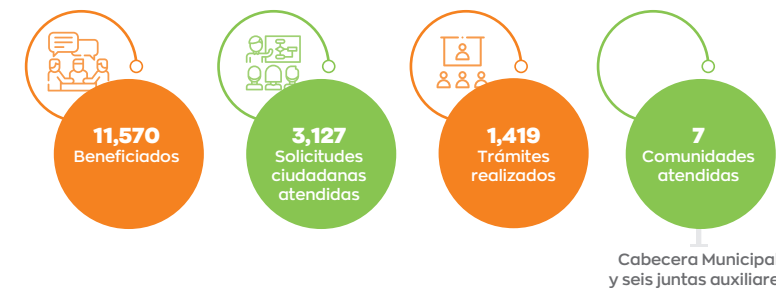 11,570
Beneficiados
3,127
Solicitudes
ciudadanas
atendidas
1,419
Trámites
realizados
7
Comunidades
atendidas
Cabecera Municipal
y seis juntas auxiliare